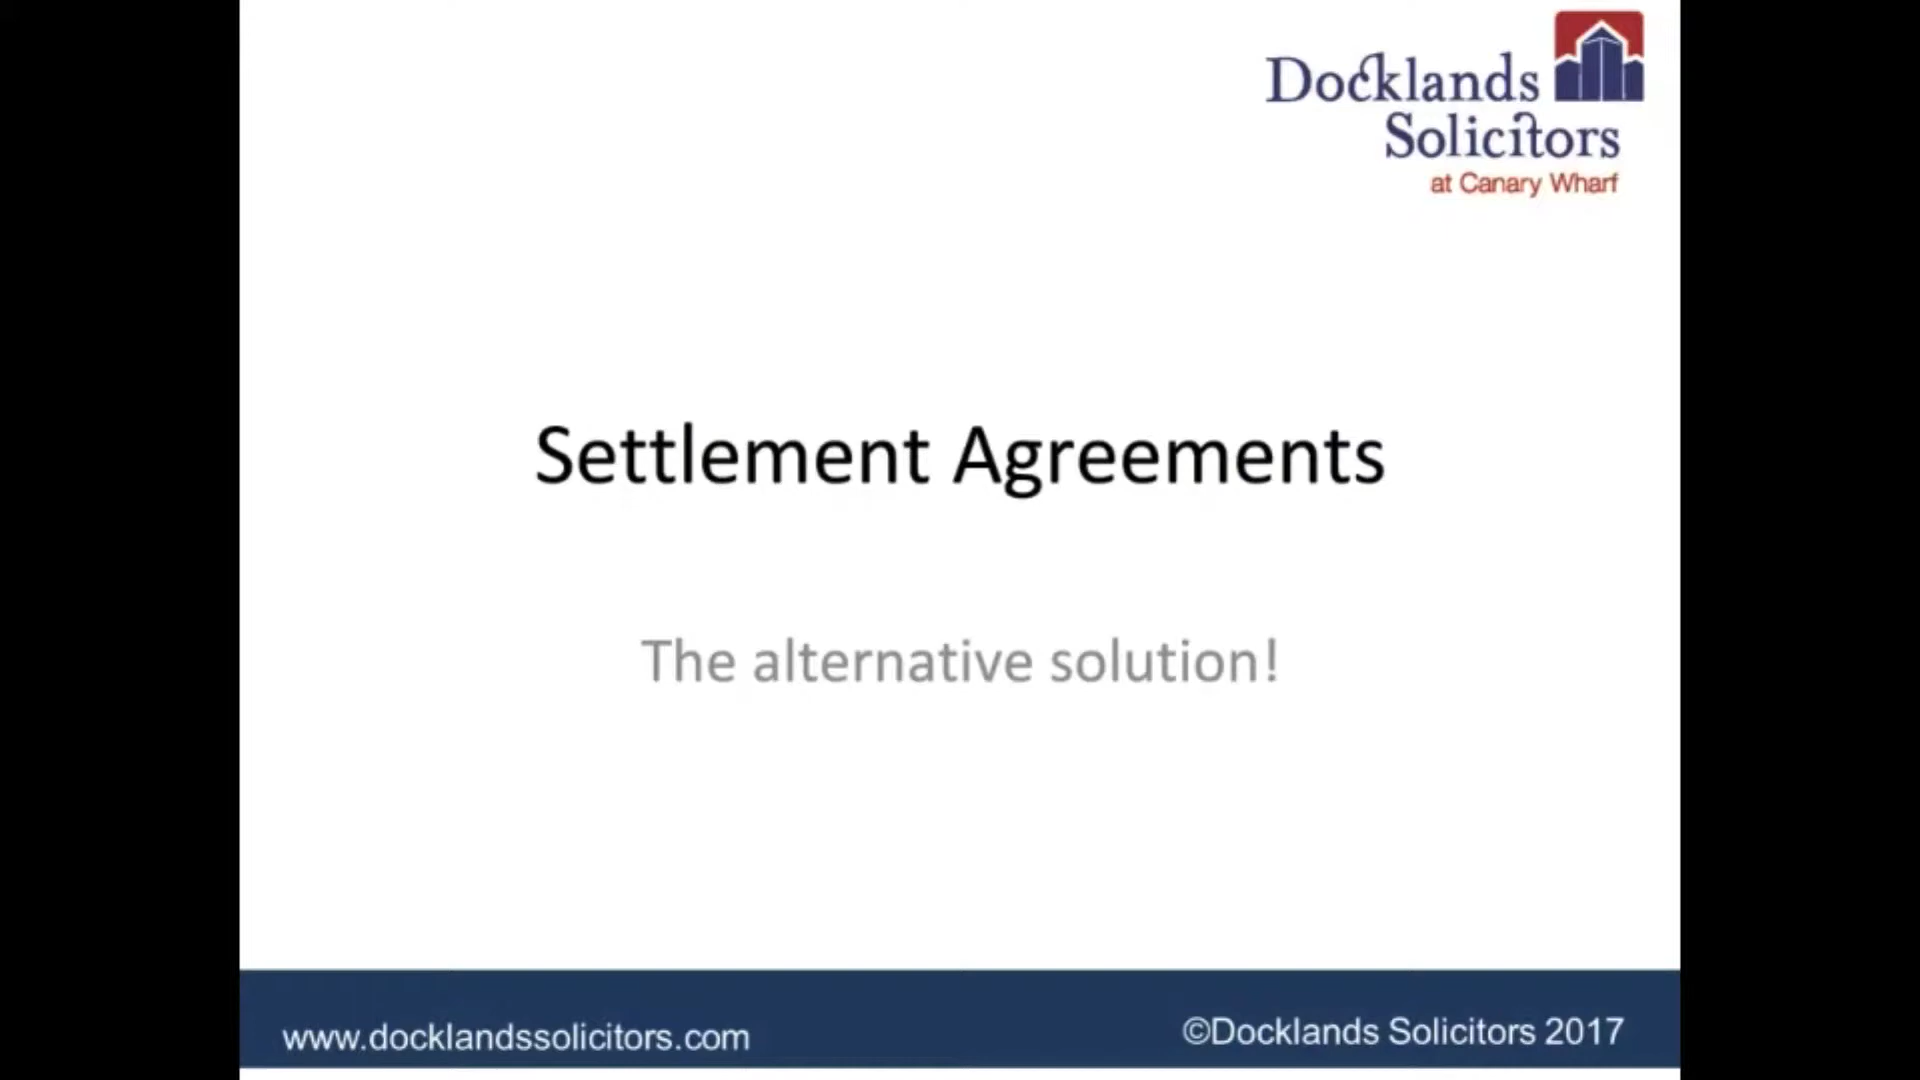 Docklands
Solicitors
at Canary Wharf
Settlement Agreements
The alternative solution!
www.docklandssolicitors.com
©Docklands Solicitors 2017